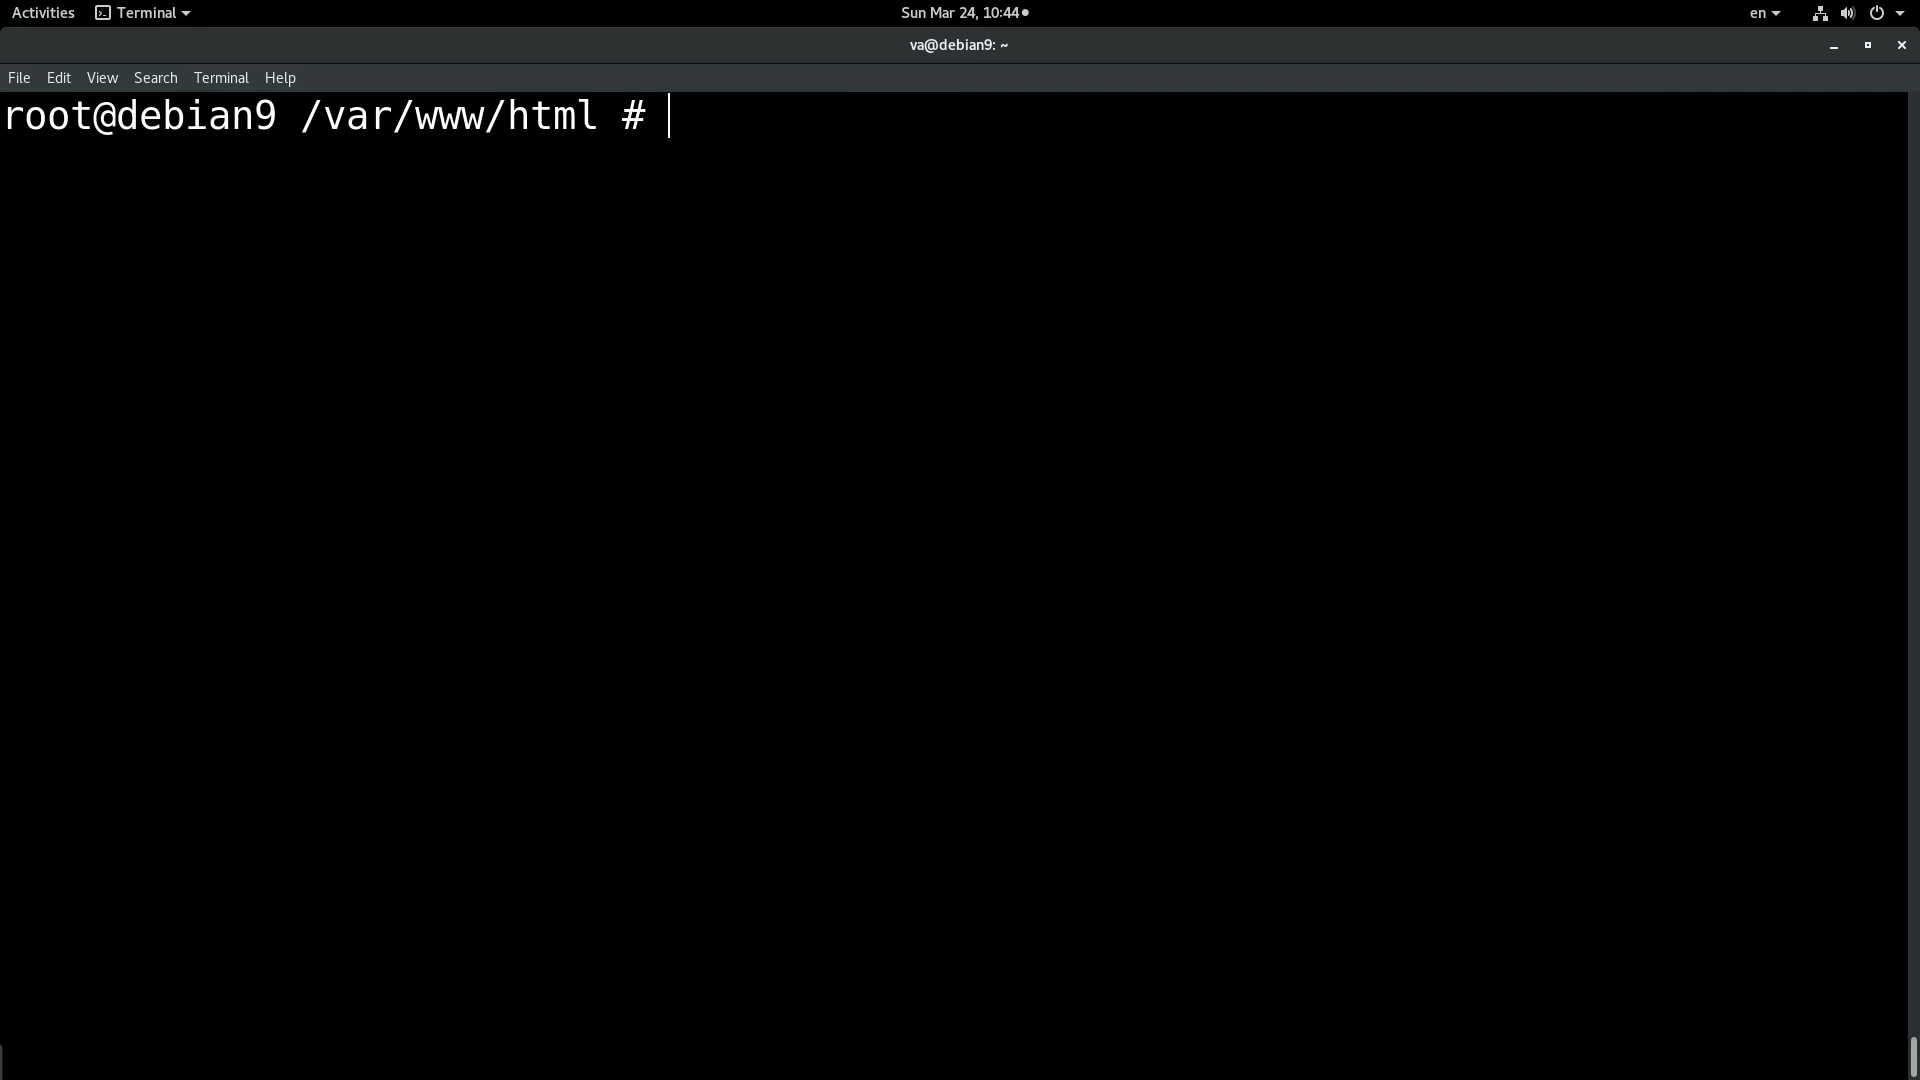 Activities Terminal Sun Mar 24, 10:44 en
va@debian9: ~
File Edit View Search Terminal Help
root@debian9 /var/www/html #